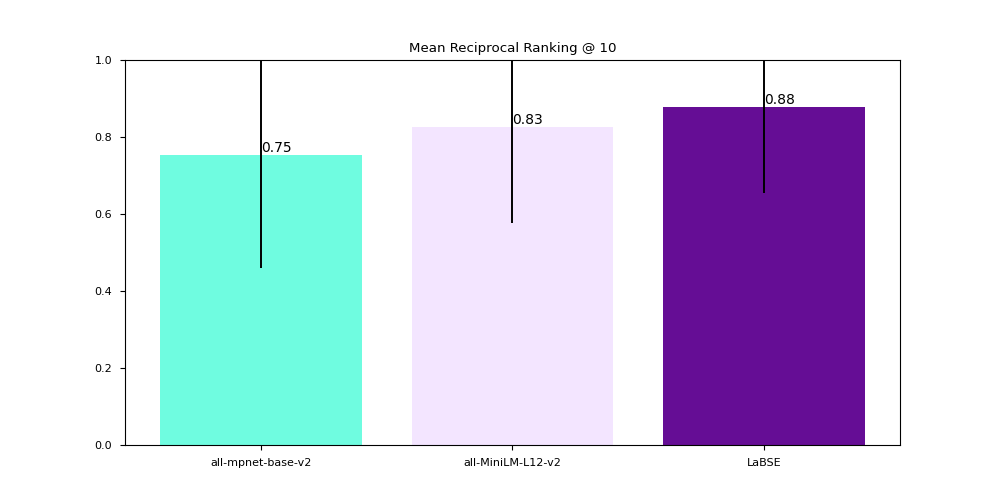 Mean Reciprocal Ranking @ 10
1.0
0.8
0.6
0.4
0.2
0.0
0.75
0.83
0.88
all-mpnet-base-v2
all-MiniLM-L12-v2
LaBSE